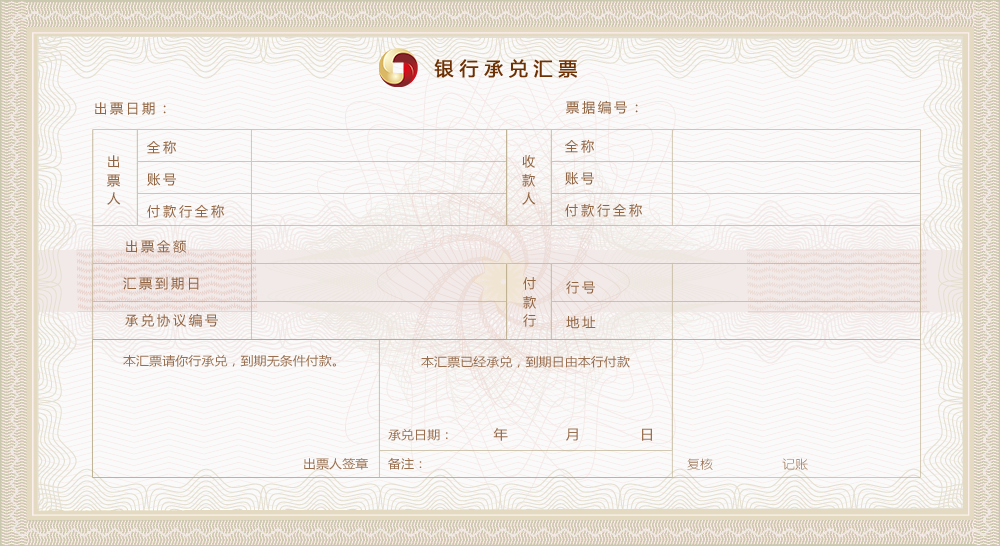 银行承兑汇票
出票日期：
票据编号：
出票人
全称
账号
付款行全称
收款人
全称
账号
付款行全称
出票金额
汇票到期日
承兑协议编号
付款行
行号
地址
本汇票请你行承兑，到期无条件付款。
出票人签章
本汇票已经承兑，到期日由本行付款
承兑日期： 年 月 日
备注：
复核 记账